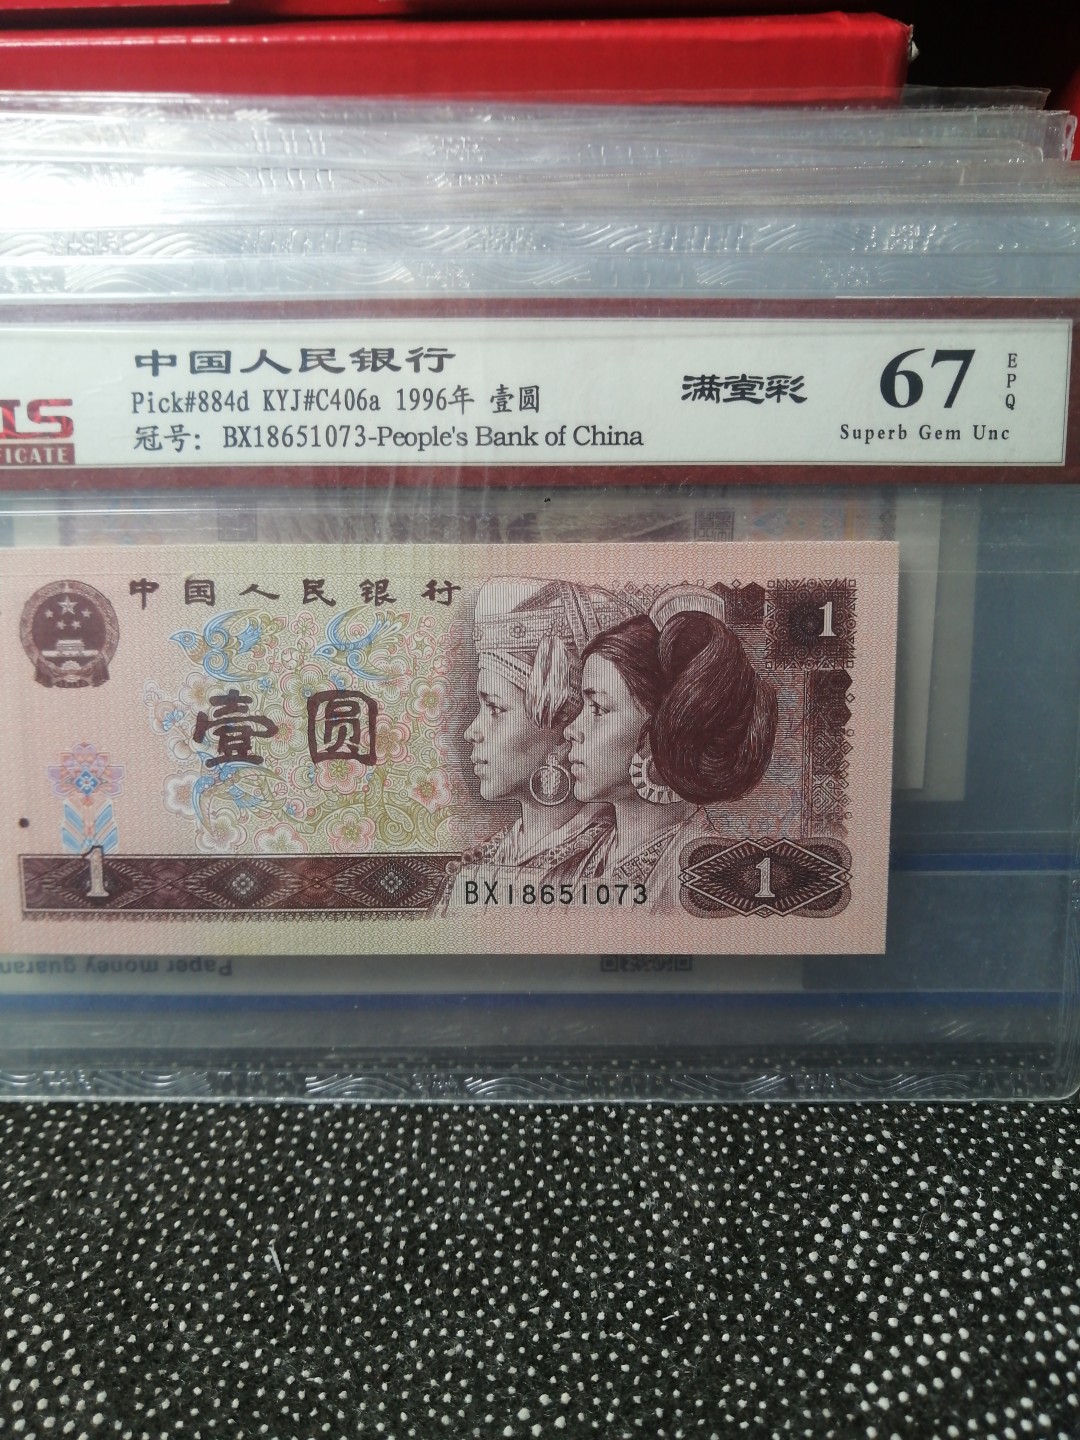 中国人民银行
Pick#884d KYJ#C406a 1996年 壹圆
冠号: BX18651073-People's Bank of China
满堂彩
67
EPQ
Superb Gem Unc
IS
ICATE
中国人民银行
1
壹圆
1
BX18651073
1
Paper money guaran